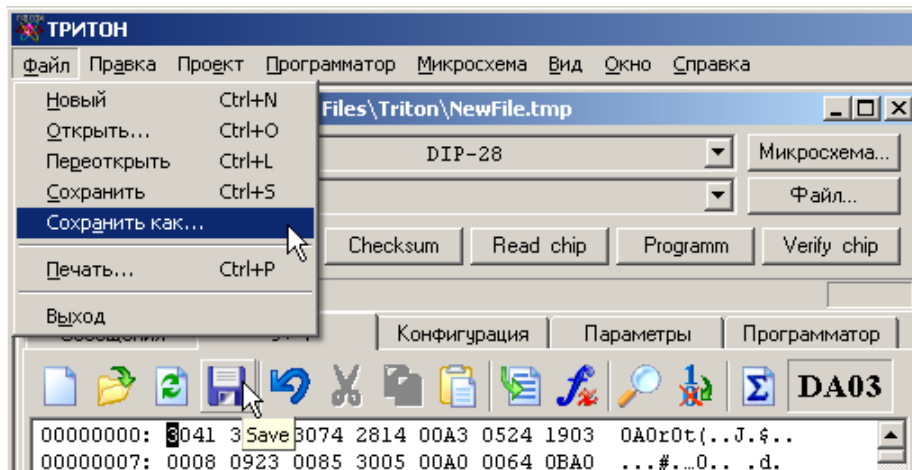 ТРИТОН
Файл Правка Проект Программатор Микросхема Вид Окно Справка
Новый Ctrl+N
Files\Triton\NewFile.tmp
Открыть... Ctrl+O
DIP-28 Микросхема...
Переоткрыть Ctrl+L
Сохранить Ctrl+S
Файл...
Сохранить как...
Checksum Read chip Programm Verify chip
Печать... Ctrl+P
Выход
Конфигурация Параметры Программатор
DA03
Save
00000000: 3041 3 3074 2814 00A3 0524 1903 0A0r0t(..J.$..
00000007: 0008 0923 0085 3005 00A0 0064 0BA0 ...#.…0.. .d.